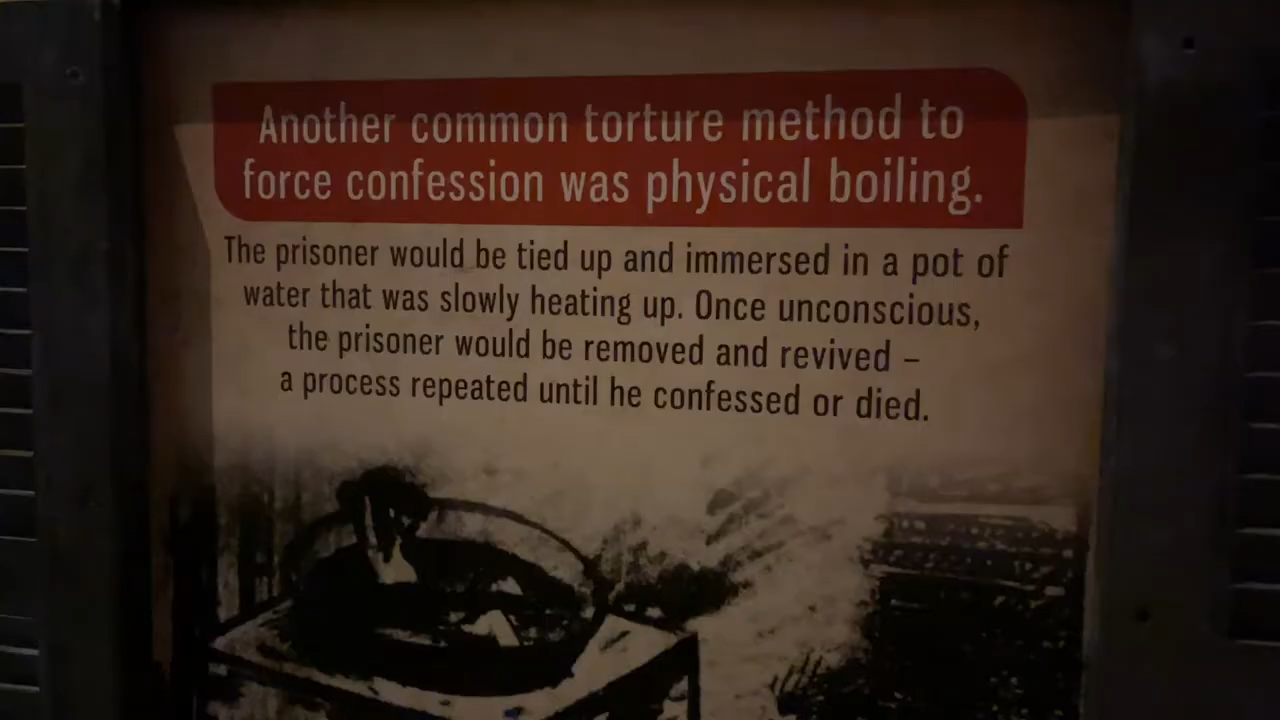 Another common torture method to
force confession was physical boiling.
The prisoner would be tied up and immersed in a pot of
water that was slowly heating up. Once unconscious,
the prisoner would be removed and revived –
a process repeated until he confessed or died.